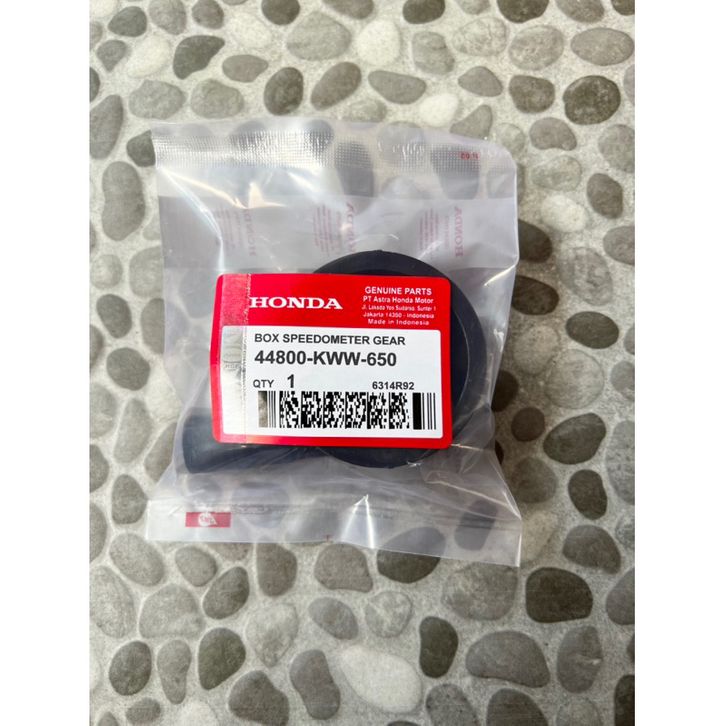 HONDA
GENUINE PARTS
PT Astra Honda Motor
Jl. Laksda Yos Sudarso, Sunter 1
Jakarta 14350 - Indonesia
Made in Indonesia
BOX SPEEDOMETER GEAR
44800-KWW-650
QTY 1
6314R92
HONDA